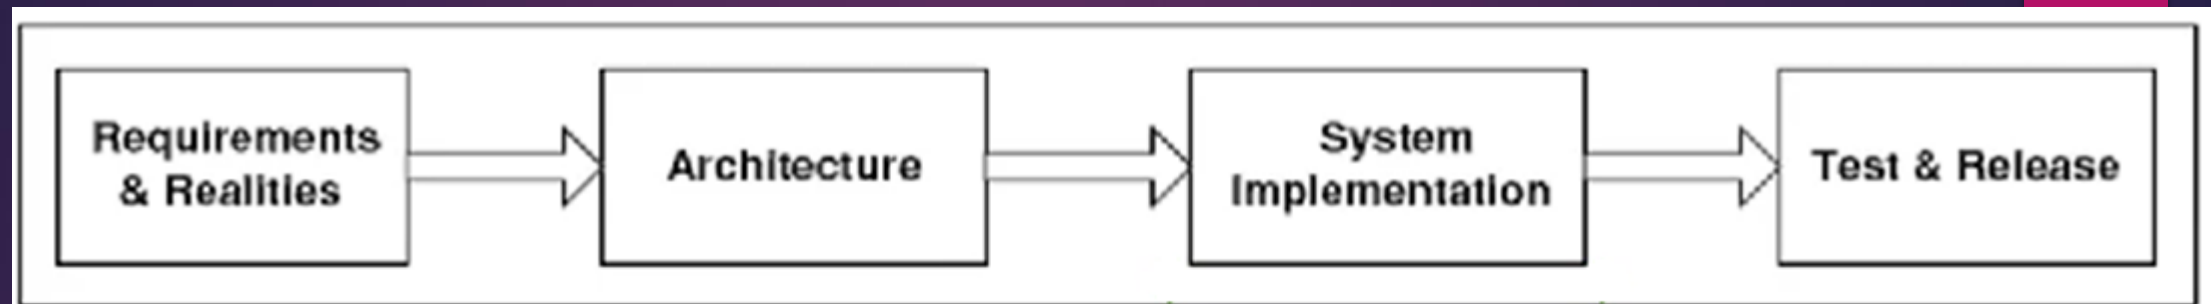 Requirements
& Realities
Architecture
System
Implementation
Test & Release